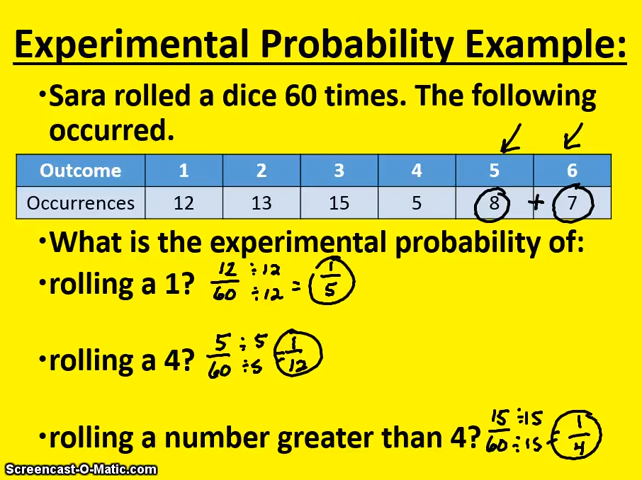 Experimental Probability Example:
•Sara rolled a dice 60 times. The following
occurred.
Outcome 1 2 3 4 5 6
Occurrences 12 13 15 5 8 + 7
•What is the experimental probability of:
•rolling a 1? 12/60 ÷12/÷12 = 1/5
•rolling a 4? 5/60 ÷5/÷5 = 1/12
•rolling a number greater than 4? 15/60 ÷15/÷15 = 1/4
Screencast-O-Matic.com